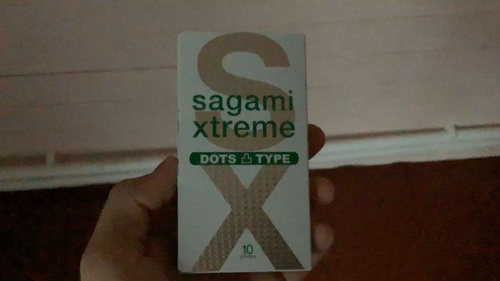 S
sagami
xtreme
DOTS TYPE
X
10